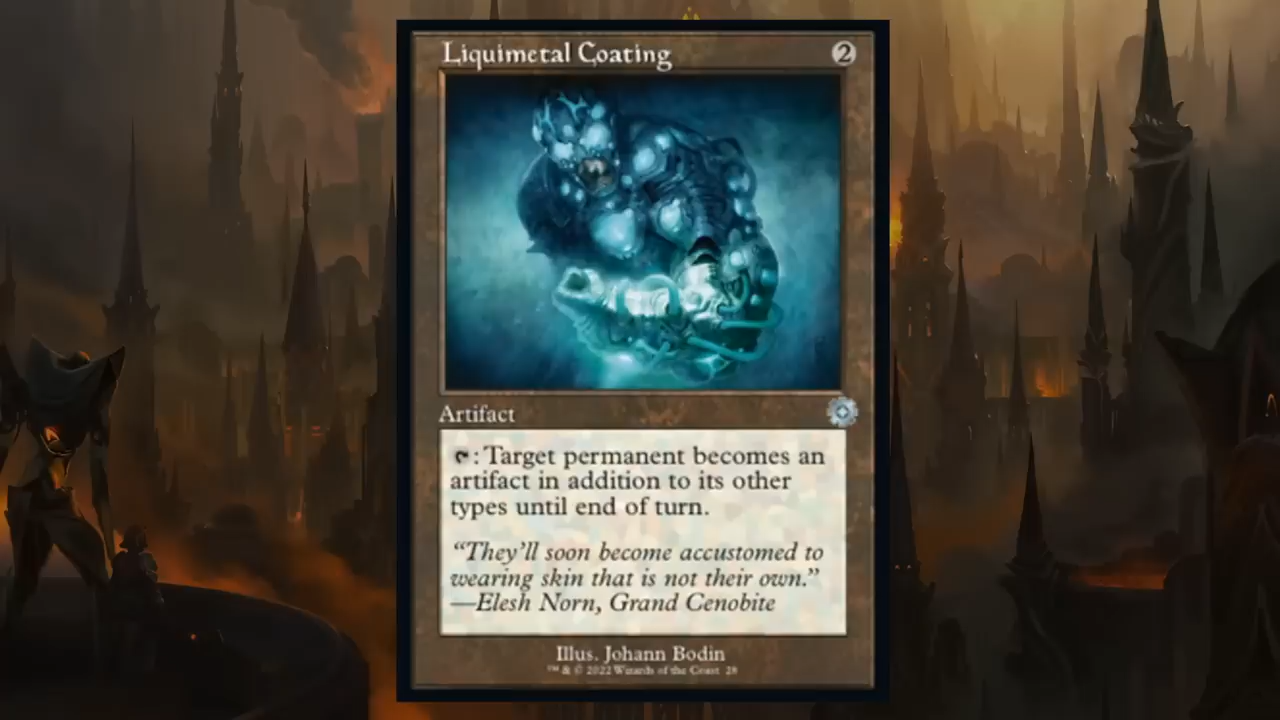 Liquimetal Coating 2
Artifact
: Target permanent becomes an
artifact in addition to its other
types until end of turn.
“They’ll soon become accustomed to
wearing skin that is not their own.”
—Elesh Norn, Grand Cenobite
Illus. Johann Bodin
™ & © 2022 Wizards of the Coast 28